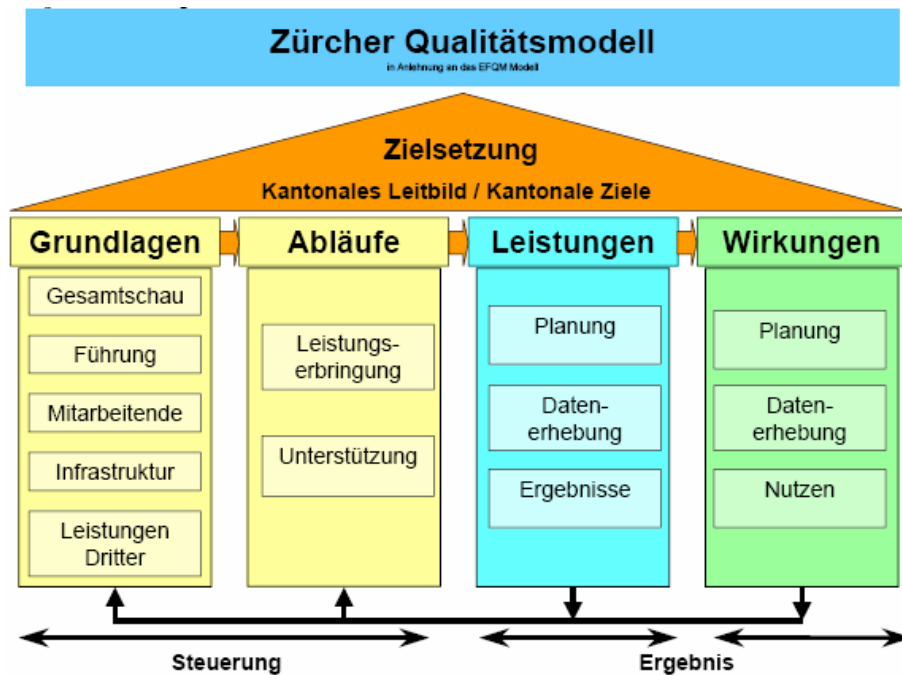 Zürcher Qualitätsmodell
in Anlehnung an das EFQM Modell
Zielsetzung
Kantonales Leitbild / Kantonale Ziele
Grundlagen
Gesamtschau
Führung
Mitarbeitende
Infrastruktur
Leistungen
Dritter
Abläufe
Leistungs-
erbringung
Unterstützung
Leistungen
Planung
Daten-
erhebung
Ergebnisse
Wirkungen
Planung
Daten-
erhebung
Nutzen
Steuerung
Ergebnis